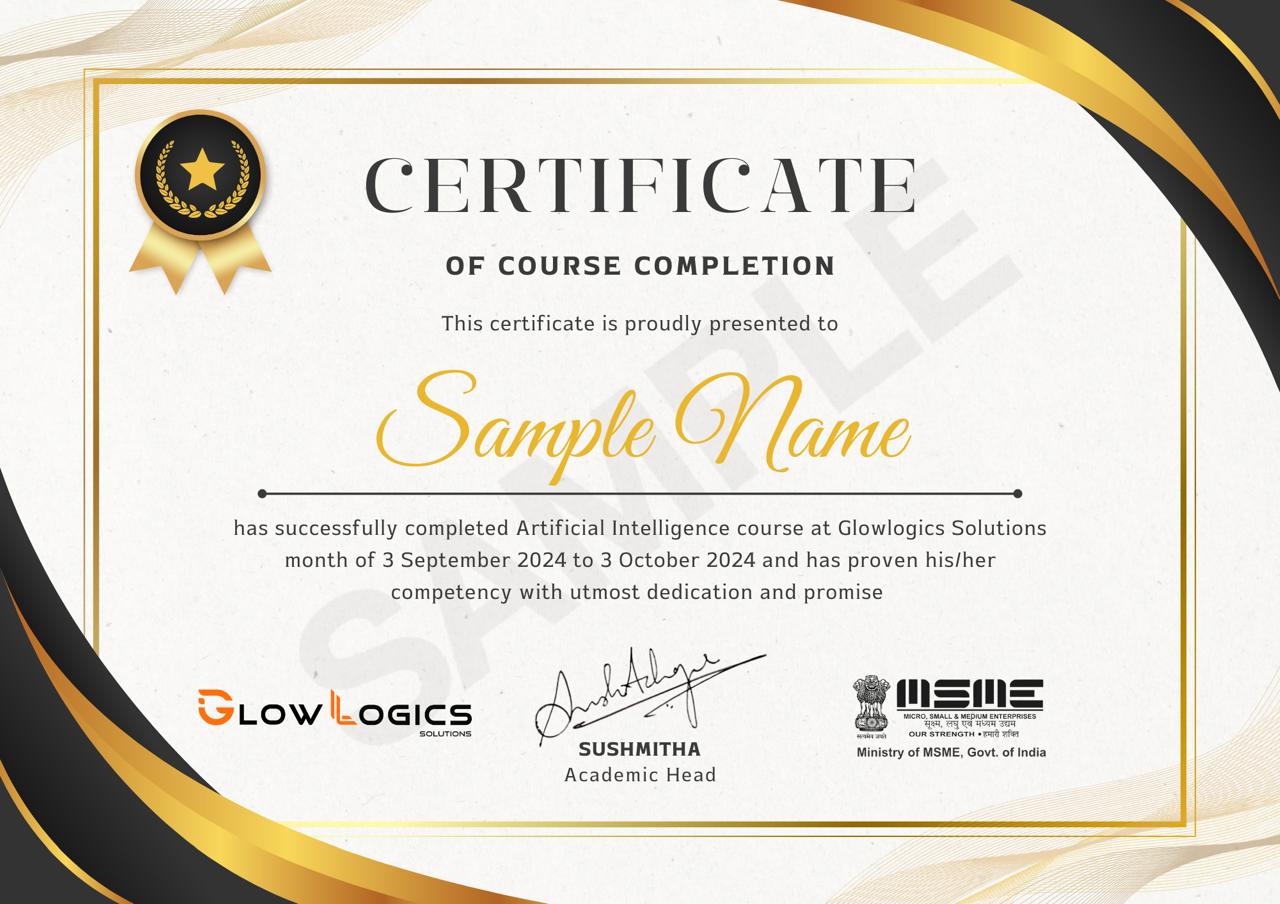 CERTIFICATE
OF COURSE COMPLETION
This certificate is proudly presented to
Sample Name
SAMPLE
has successfully completed Artificial Intelligence course at Glowlogics Solutions
month of 3 September 2024 to 3 October 2024 and has proven his/her
competency with utmost dedication and promise
GLOW LOGICS
SOLUTIONS
SUSHMITHA
Academic Head
MSME
MICRO, SMALL & MEDIUM ENTERPRISES
सूक्ष्म, लघु एवं मध्यम उद्यम
OUR STRENGTH • हमारी शक्ति
सत्यमेव जयते
Ministry of MSME, Govt. of India